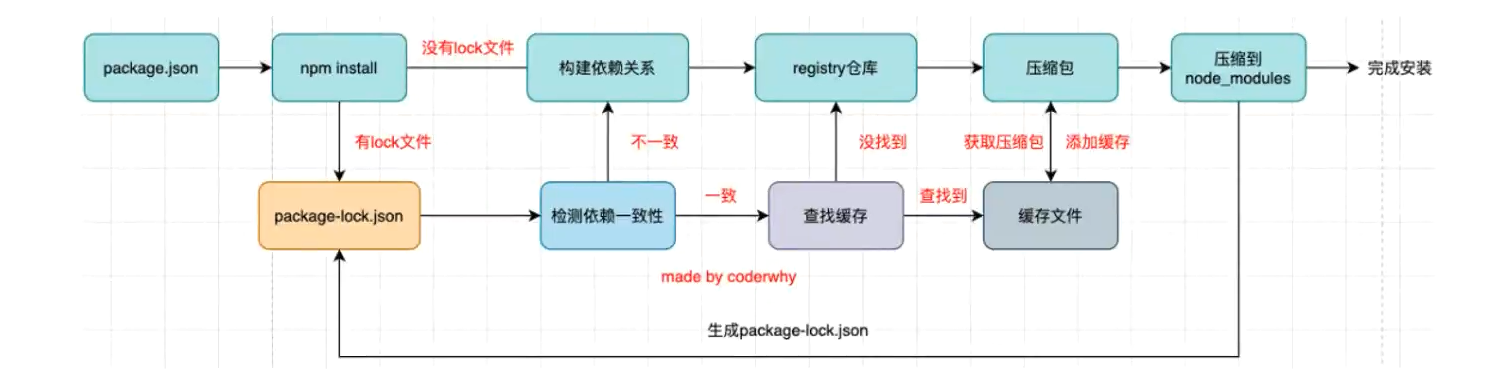 没有lock文件
package.json
npm install
构建依赖关系
registry仓库
压缩包
压缩到
node_modules
完成安装
有lock文件
不一致
没找到
获取压缩包
添加缓存
package-lock.json
检测依赖一致性
一致
查找缓存
查找到
缓存文件
made by coderwhy
生成package-lock.json